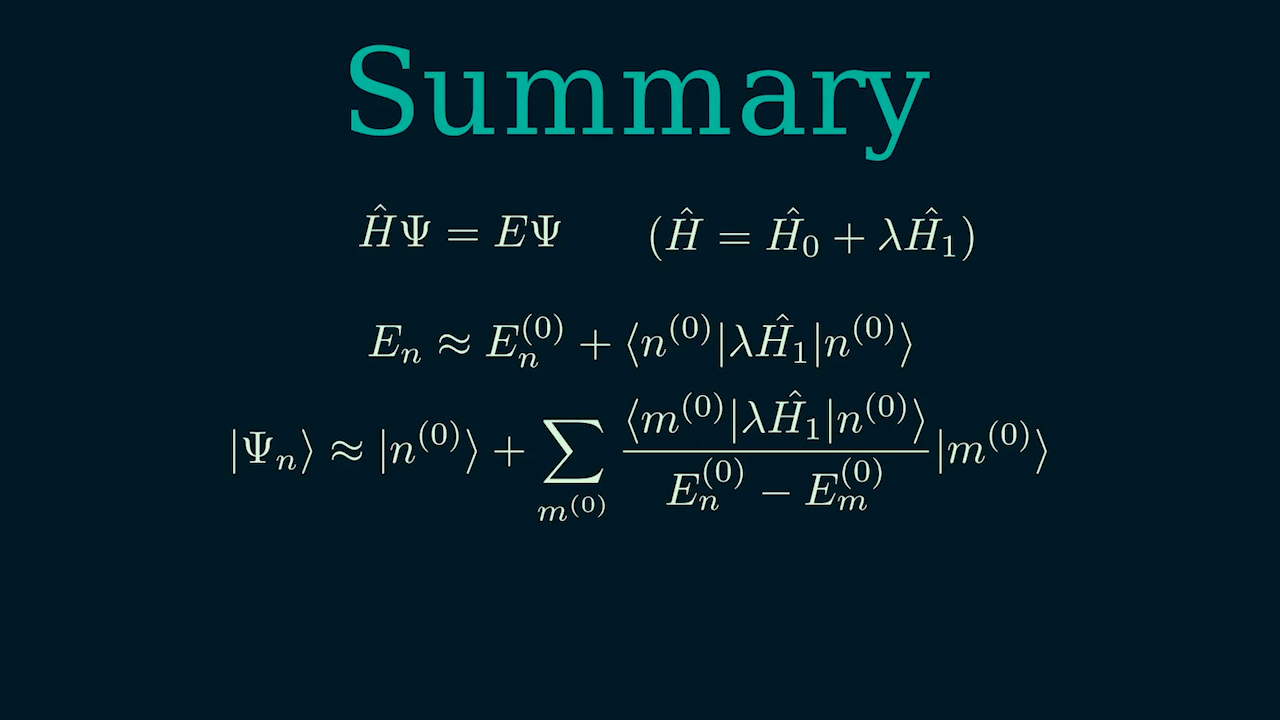 Summary
ĤΨ = EΨ (Ĥ = Ĥ₀ + λĤ₁)
Eₙ ≈ Eₙ⁽⁰⁾ + ⟨n⁽⁰⁾|λĤ₁|n⁽⁰⁾⟩
|Ψₙ⟩ ≈ |n⁽⁰⁾⟩ + ∑_{m⁽⁰⁾} \frac{⟨m⁽⁰⁾|λĤ₁|n⁽⁰⁾⟩}{Eₙ⁽⁰⁾ − Eₘ⁽⁰⁾} |m⁽⁰⁾⟩